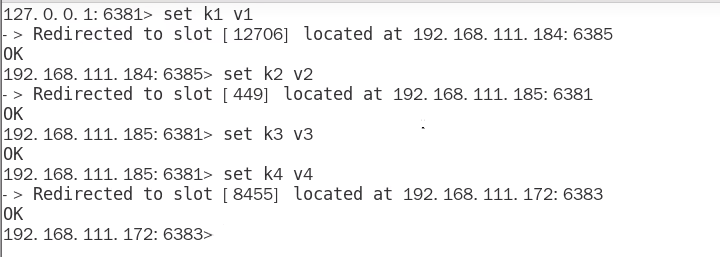 127.0.0.1:6381> set k1 v1
-> Redirected to slot [12706] located at 192.168.111.184:6385
OK
192.168.111.184:6385> set k2 v2
-> Redirected to slot [449] located at 192.168.111.185:6381
OK
192.168.111.185:6381> set k3 v3
OK
192.168.111.185:6381> set k4 v4
-> Redirected to slot [8455] located at 192.168.111.172:6383
OK
192.168.111.172:6383>